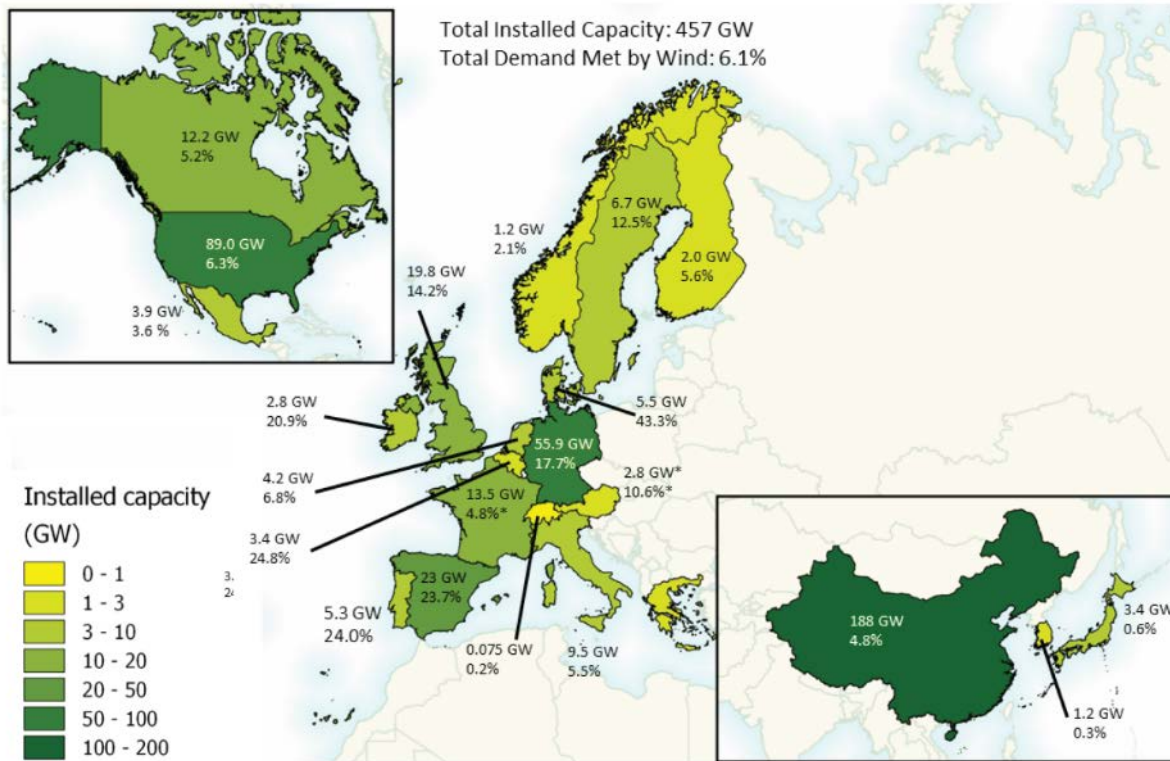 Total Installed Capacity: 457 GW
Total Demand Met by Wind: 6.1%
12.2 GW
5.2%
89.0 GW
6.3%
3.9 GW
3.6 %
1.2 GW
2.1%
6.7 GW
12.5%
2.0 GW
5.6%
19.8 GW
14.2%
2.8 GW
20.9%
5.5 GW
43.3%
4.2 GW
6.8%
55.9 GW
17.7%
2.8 GW*
10.6%*
13.5 GW
4.8%*
3.4 GW
24.8%
23 GW
23.7%
5.3 GW
24.0%
0.075 GW
0.2%
9.5 GW
5.5%
Installed capacity
(GW)
0 - 1
1 - 3
3 - 10
10 - 20
20 - 50
50 - 100
100 - 200
188 GW
4.8%
3.4 GW
0.6%
1.2 GW
0.3%